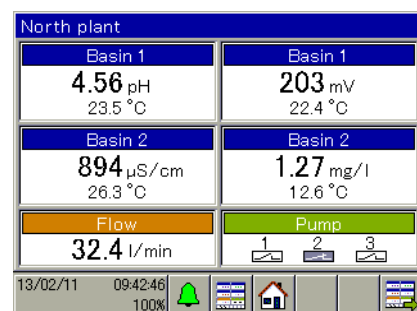 North plant
Basin 1
4.56 pH
23.5 °C
Basin 1
203 mV
22.4 °C
Basin 2
894 µS/cm
26.3 °C
Basin 2
1.27 mg/l
12.6 °C
Flow
32.4 l/min
Pump
1 2 3
13/02/11 09:42:46
100%